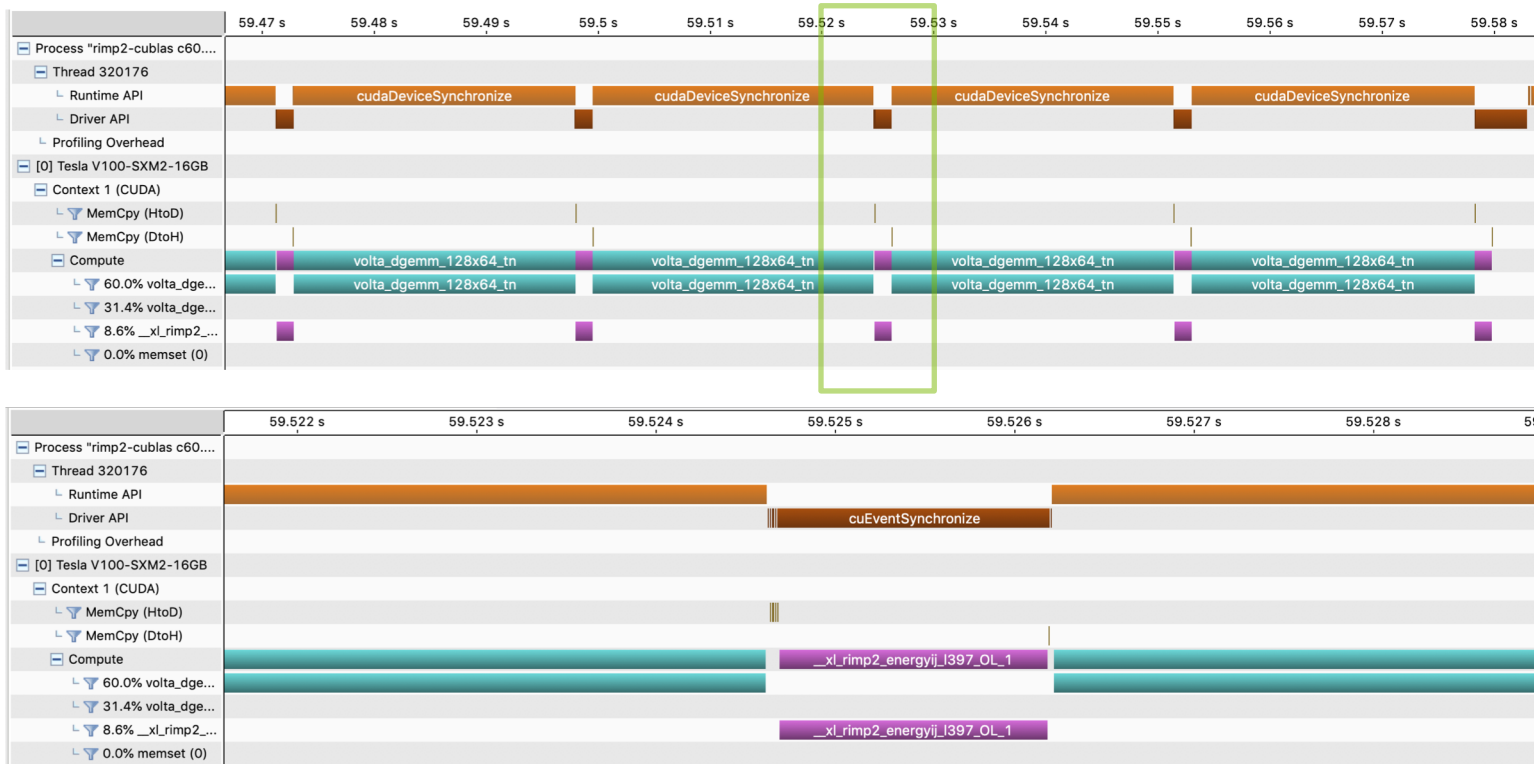 59.47 s 59.48 s 59.49 s 59.5 s 59.51 s 59.52 s 59.53 s 59.54 s 59.55 s 59.56 s 59.57 s 59.58 s
Process "rimp2-cublas c60....
Thread 320176
Runtime API cudaDeviceSynchronize cudaDeviceSynchronize cudaDeviceSynchronize cudaDeviceSynchronize
Driver API
Profiling Overhead
[0] Tesla V100-SXM2-16GB
Context 1 (CUDA)
MemCpy (HtoD)
MemCpy (DtoH)
Compute volta_dgemm_128x64_tn volta_dgemm_128x64_tn volta_dgemm_128x64_tn volta_dgemm_128x64_tn
60.0% volta_dge... volta_dgemm_128x64_tn volta_dgemm_128x64_tn volta_dgemm_128x64_tn volta_dgemm_128x64_tn
31.4% volta_dge...
8.6% __xl_rimp2_...
0.0% memset (0)
59.522 s 59.523 s 59.524 s 59.525 s 59.526 s 59.527 s 59.528 s
Process "rimp2-cublas c60....
Thread 320176
Runtime API
Driver API cuEventSynchronize
Profiling Overhead
[0] Tesla V100-SXM2-16GB
Context 1 (CUDA)
MemCpy (HtoD)
MemCpy (DtoH)
Compute __xl_rimp2_energyij_l397_OL_1
60.0% volta_dge...
31.4% volta_dge...
8.6% __xl_rimp2_... __xl_rimp2_energyij_l397_OL_1
0.0% memset (0)